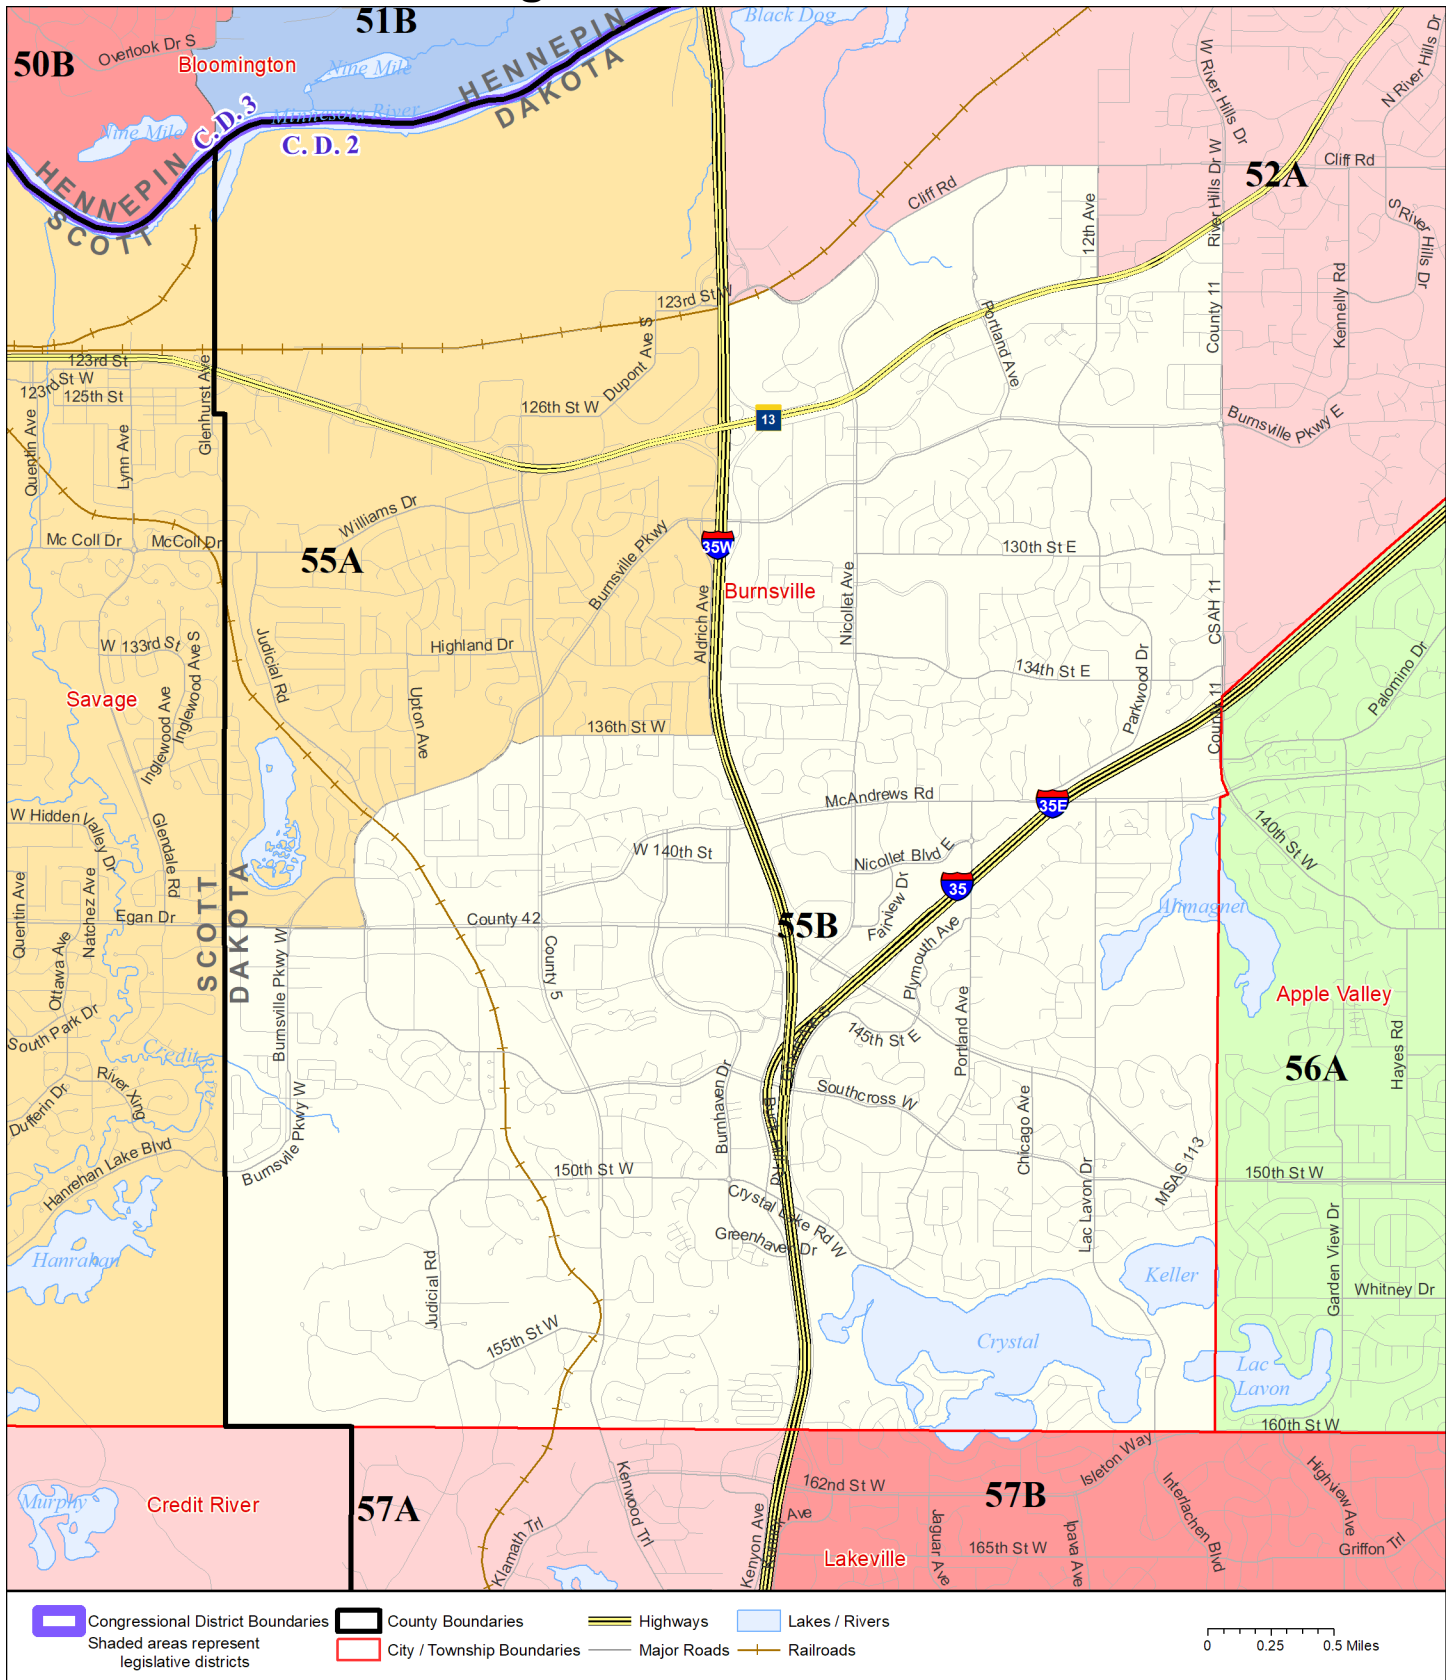 51B
Black Dog
50B
Overlook Dr S
Bloomington
Nine Mile
HENNEPIN
DAKOTA
W River Hills Dr
N River Hills Dr
Nine Mile
C. D. 3
Minnesota River
C. D. 2
HENNEPIN
SCOTT
Cliff Rd
52A
Cliff Rd
12th Ave
River Hills Dr W
S River Hills Dr
123rd St W
Portland Ave
County 11
Kennelly Rd
123rd St
123rd St W
125th St
Glenhurst Ave
Dupont Ave S
126th St W
13
Burnsville Pkwy E
Quentin Ave
Lynn Ave
Williams Dr
Mc Coll Dr
McColl Dr
55A
Burnsville Pkwy
35W
Burnsville
130th St E
Nicollet Ave
CSAH 11
W 133rd St
Inglewood Ave S
Judicial Rd
Highland Dr
Aldrich Ave
134th St E
Parkwood Dr
Palomino Dr
Savage
Inglewood Ave
Upton Ave
136th St W
County 11
McAndrews Rd
35E
W Hidden Valley Dr
Glendale Rd
W 140th St
Nicollet Blvd E
140th St W
35
Quentin Ave
Natchez Ave
Egan Dr
SCOTT
DAKOTA
County 42
55B
Fairview Dr
Alimagnet
Ottawa Ave
Burnsville Pkwy W
County 5
Plymouth Ave
Apple Valley
South Park Dr
Credit River
145th St E
Portland Ave
Hayes Rd
56A
River Xing
Dufferin Dr
Burnhaven Dr
Southcross W
Chicago Ave
Burnsvile Pkwy W
Hanrehan Lake Blvd
150th St W
Lac Lavon Dr
MSAS 113
150th St W
Crystal Lake Rd W
Greenhaven Dr
Hanrahan
Judicial Rd
Keller
Garden View Dr
Whitney Dr
155th St W
Crystal
Lac
Lavon
160th St W
Murphy
Credit River
57A
Kenwood Trl
Klamath Trl
Kenyon Ave
162nd St W
57B
Isleton Way
Interlachen Blvd
Highview Ave
Griffon Trl
Lakeville
Jaguar Ave
165th St W
Ipava Ave
Congressional District Boundaries
County Boundaries
Highways
Lakes / Rivers
Shaded areas represent
legislative districts
City / Township Boundaries
Major Roads
Railroads
0 0.25 0.5 Miles